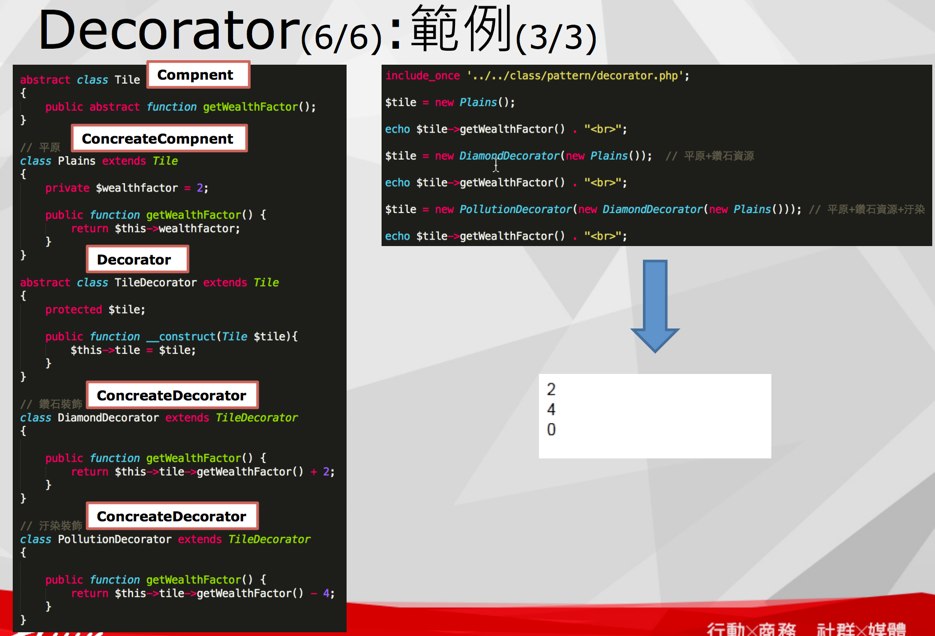 Decorator(6/6):範例(3/3)
Compnent
abstract class Tile
{
public abstract function getWealthFactor();
}
ConcreateCompnent
// 平原
class Plains extends Tile
{
private $wealthfactor = 2;
public function getWealthFactor() {
return $this->wealthfactor;
}
}
Decorator
abstract class TileDecorator extends Tile
{
protected $tile;
public function __construct(Tile $tile){
$this->tile = $tile;
}
}
ConcreateDecorator
// 鑽石裝飾
class DiamondDecorator extends TileDecorator
{
public function getWealthFactor() {
return $this->tile->getWealthFactor() + 2;
}
}
ConcreateDecorator
// 汙染裝飾
class PollutionDecorator extends TileDecorator
{
public function getWealthFactor() {
return $this->tile->getWealthFactor() - 4;
}
}
include_once '../../class/pattern/decorator.php';
$tile = new Plains();
echo $tile->getWealthFactor() . "<br>";
$tile = new DiamondDecorator(new Plains()); // 平原+鑽石資源
echo $tile->getWealthFactor() . "<br>";
$tile = new PollutionDecorator(new DiamondDecorator(new Plains())); // 平原+鑽石資源+汙染
echo $tile->getWealthFactor() . "<br>";
2
4
0
行動×商務 社群×媒體